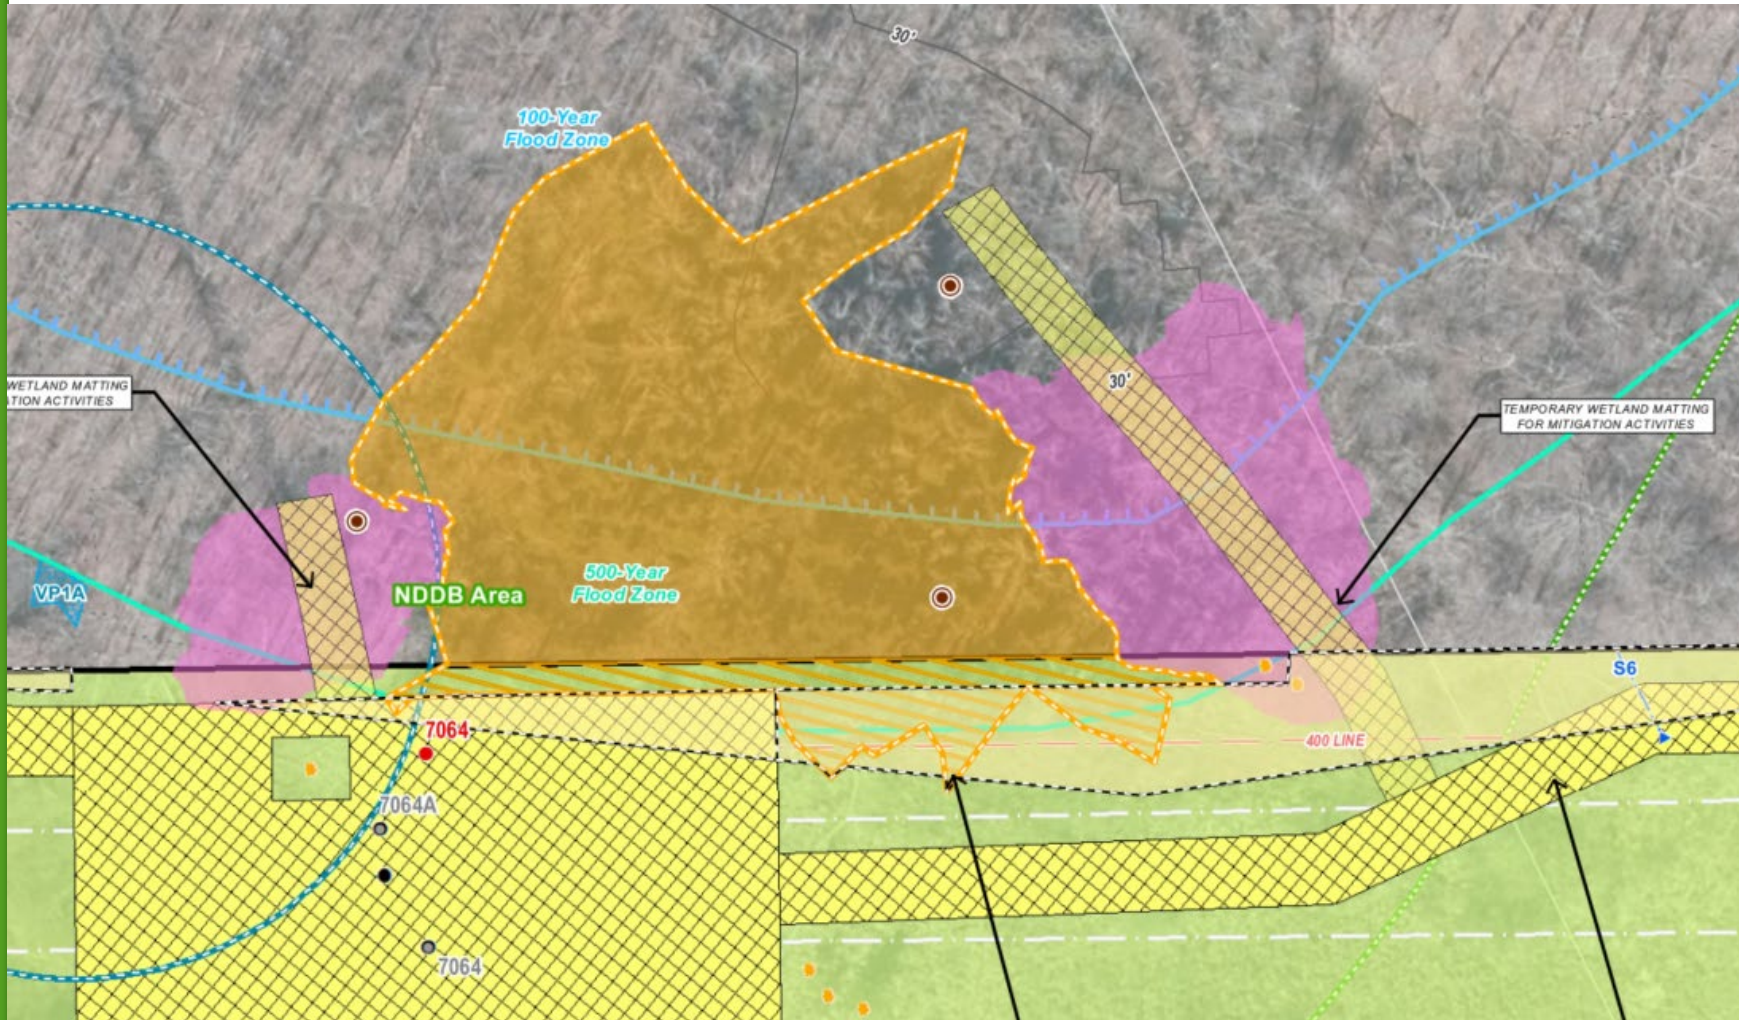 30'
100-Year
Flood Zone
WETLAND MATTING
TION ACTIVITIES
30'
TEMPORARY WETLAND MATTING
FOR MITIGATION ACTIVITIES
500-Year
Flood Zone
VP1A
NDDB Area
S6
7064
400 LINE
7064A
7064